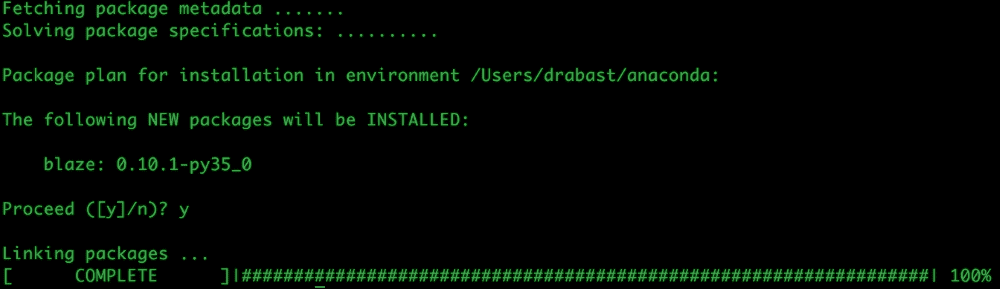 Fetching package metadata .......
Solving package specifications: ..........
Package plan for installation in environment /Users/drabast/anaconda:
The following NEW packages will be INSTALLED:
blaze: 0.10.1-py35_0
Proceed ([y]/n)? y
Linking packages ...
[      COMPLETE      ]|##################################################################| 100%